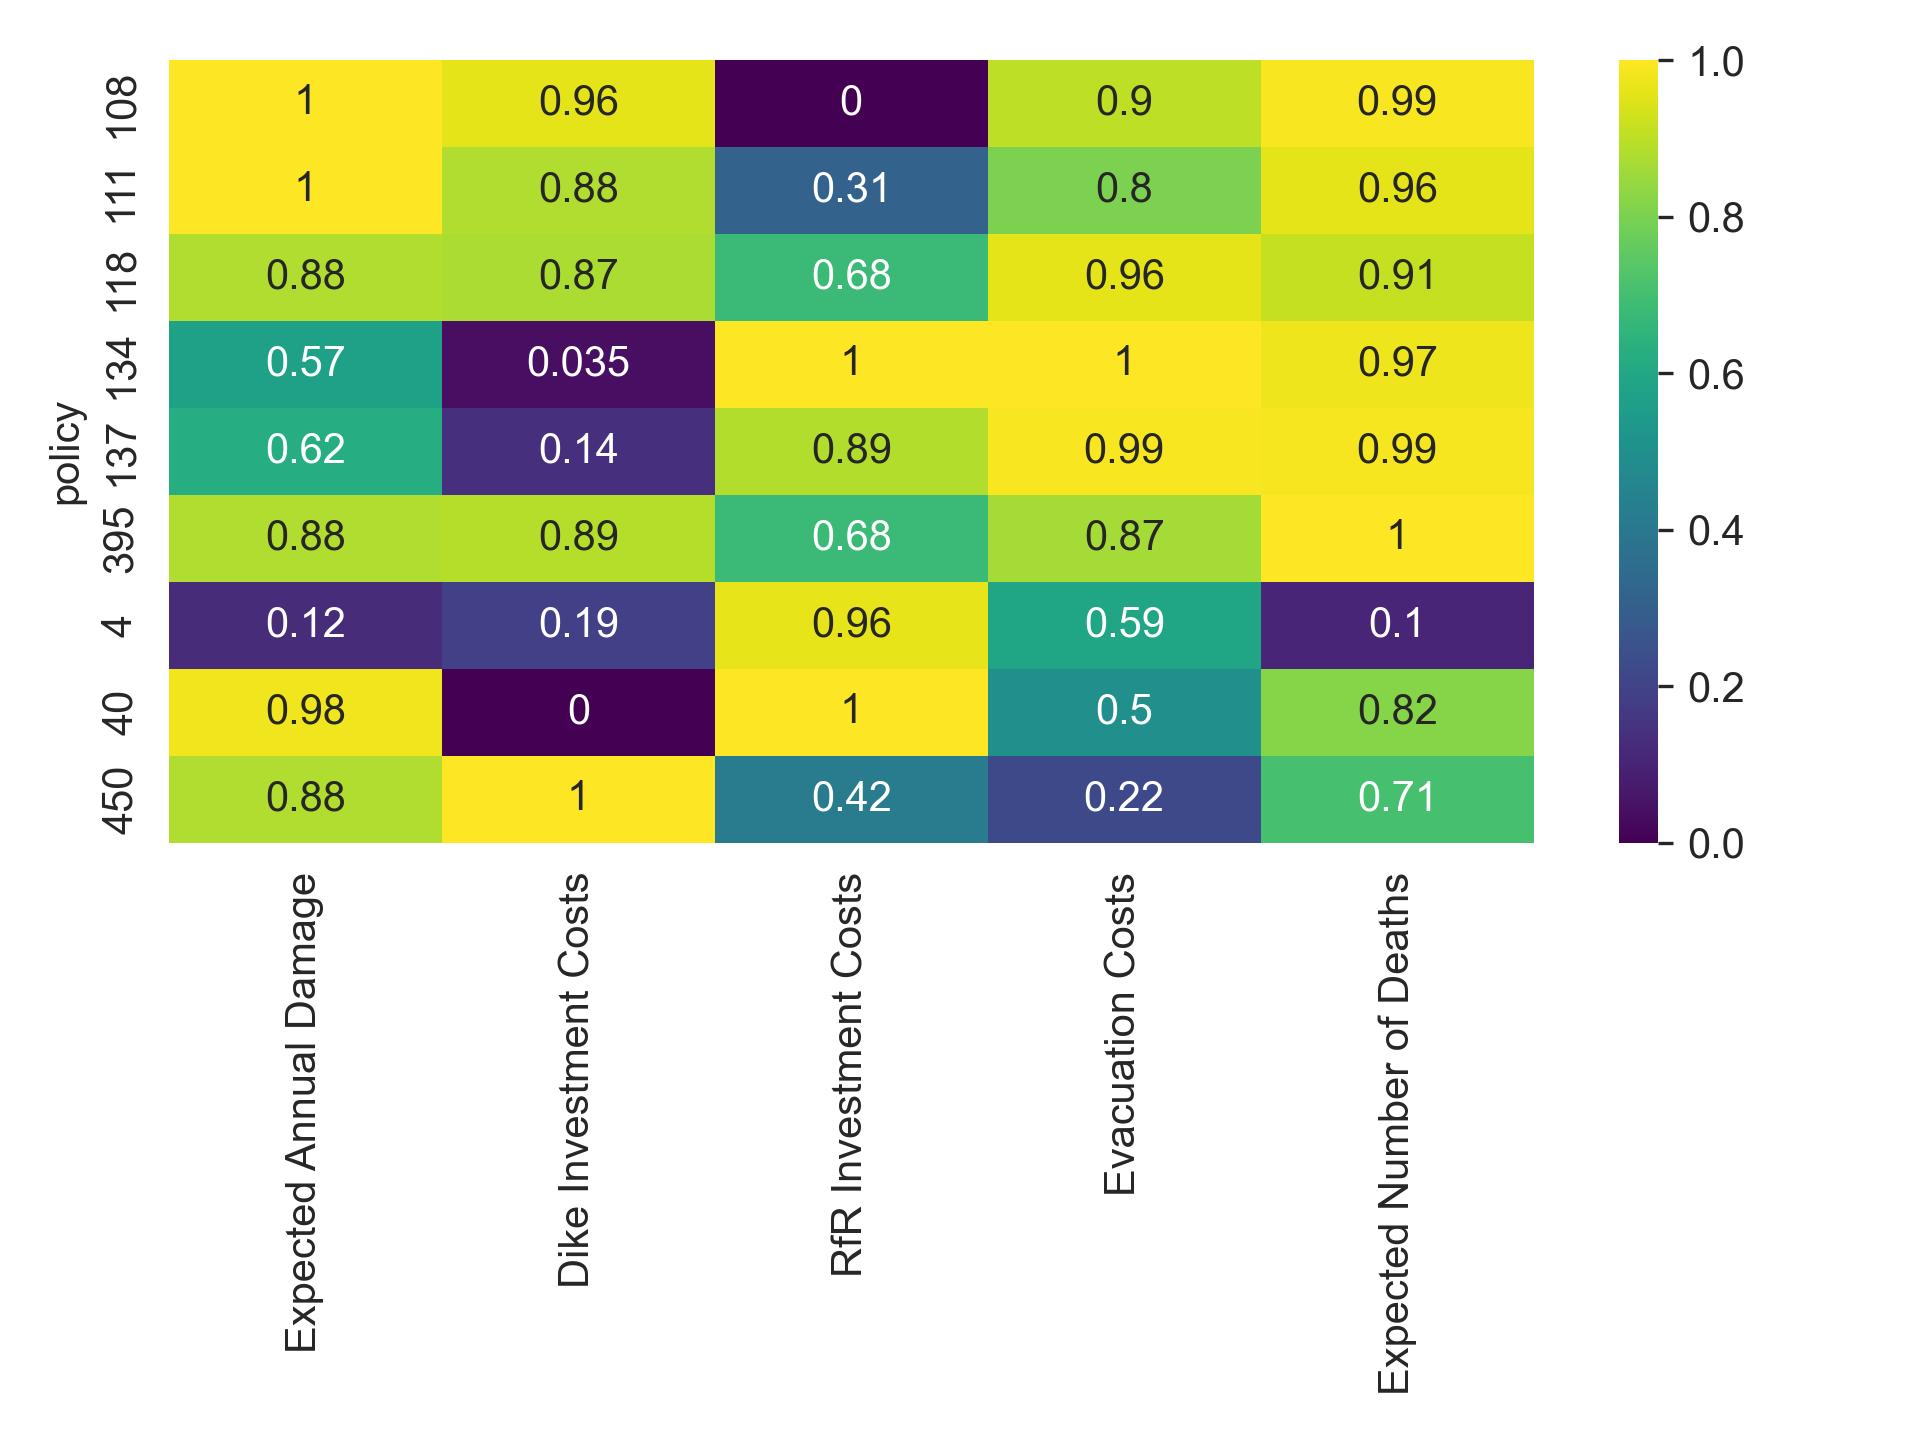 policy
108 1 0.96 0 0.9 0.99
111 1 0.88 0.31 0.8 0.96
118 0.88 0.87 0.68 0.96 0.91
134 0.57 0.035 1 1 0.97
137 0.62 0.14 0.89 0.99 0.99
395 0.88 0.89 0.68 0.87 1
4 0.12 0.19 0.96 0.59 0.1
40 0.98 0 1 0.5 0.82
450 0.88 1 0.42 0.22 0.71
Expected Annual Damage
Dike Investment Costs
RfR Investment Costs
Evacuation Costs
Expected Number of Deaths
1.0
0.8
0.6
0.4
0.2
0.0